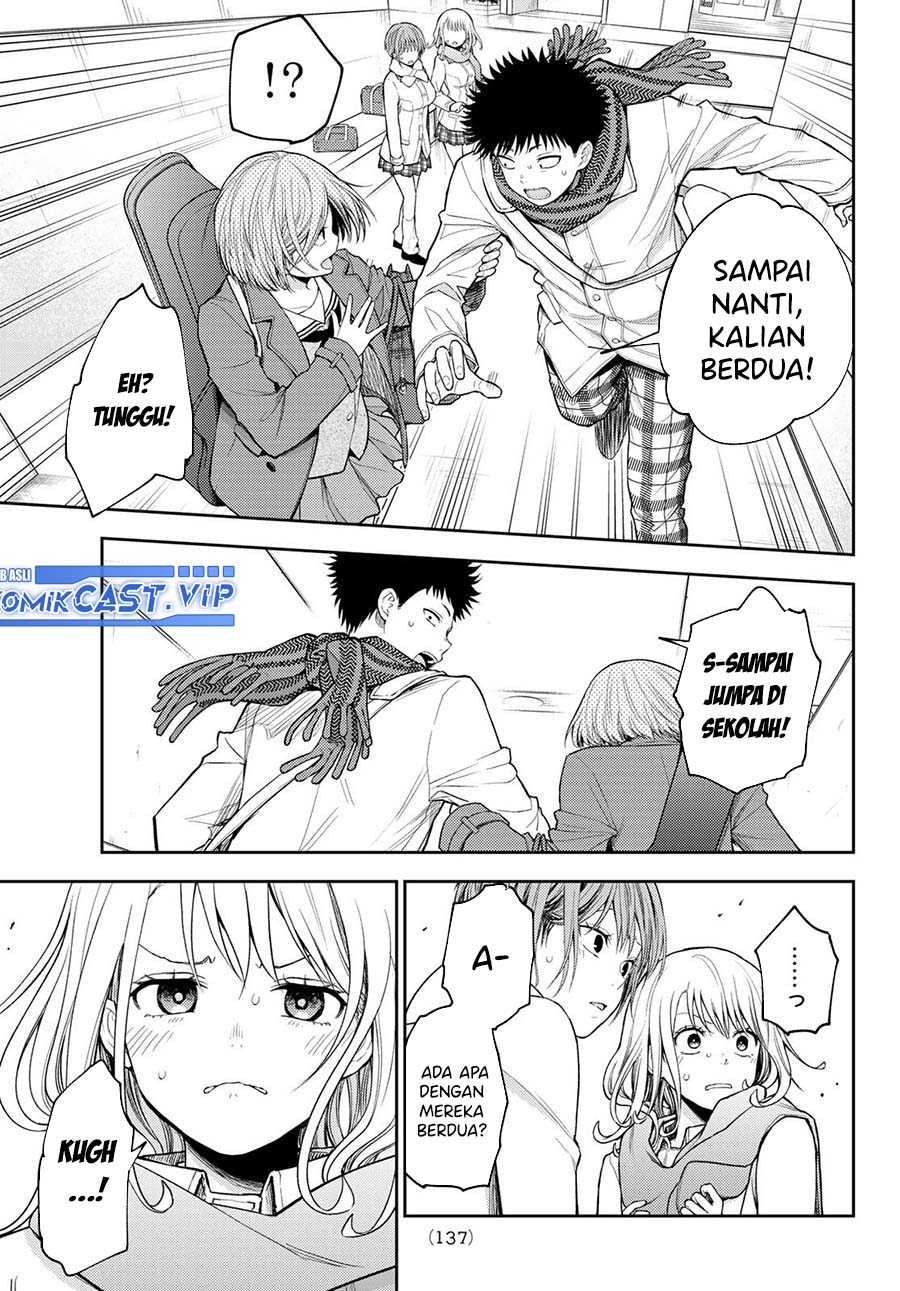 !?
SAMPAI
NANTI,
KALIAN
BERDUA!
EH?
TUNGGU!
B ASLI
KOMIKCAST.VIP
S-SAMPAI
JUMPA DI
SEKOLAH!
......っ
A-
ADA APA
DENGAN
MEREKA
BERDUA?
KUGH
....!
(137)